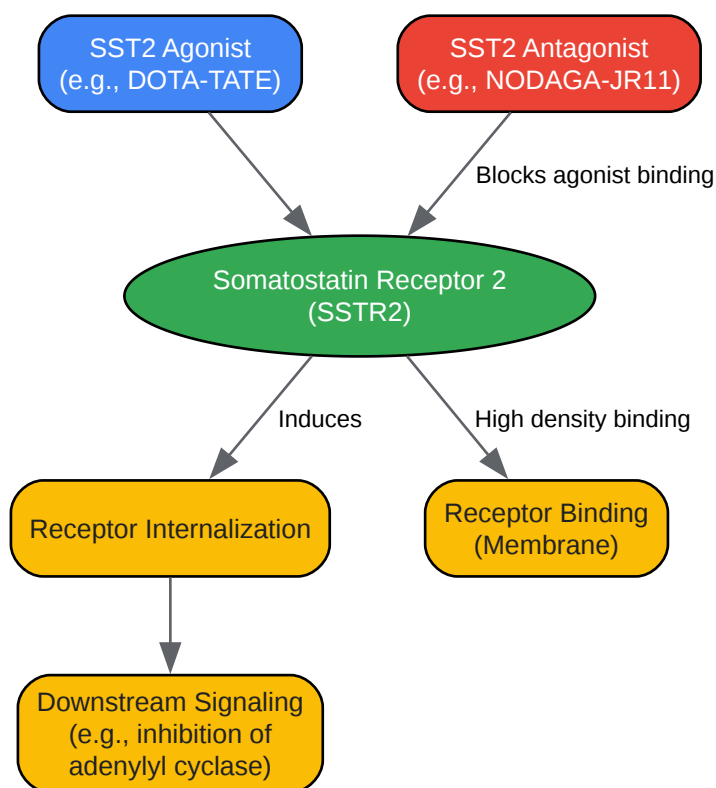 SST2 Agonist
(e.g., DOTA-TATE)
SST2 Antagonist
(e.g., NODAGA-JR11)
Blocks agonist binding
Somatostatin Receptor 2
(SSTR2)
Induces
High density binding
Receptor Internalization
Receptor Binding
(Membrane)
Downstream Signaling
(e.g., inhibition of
adenylyl cyclase)